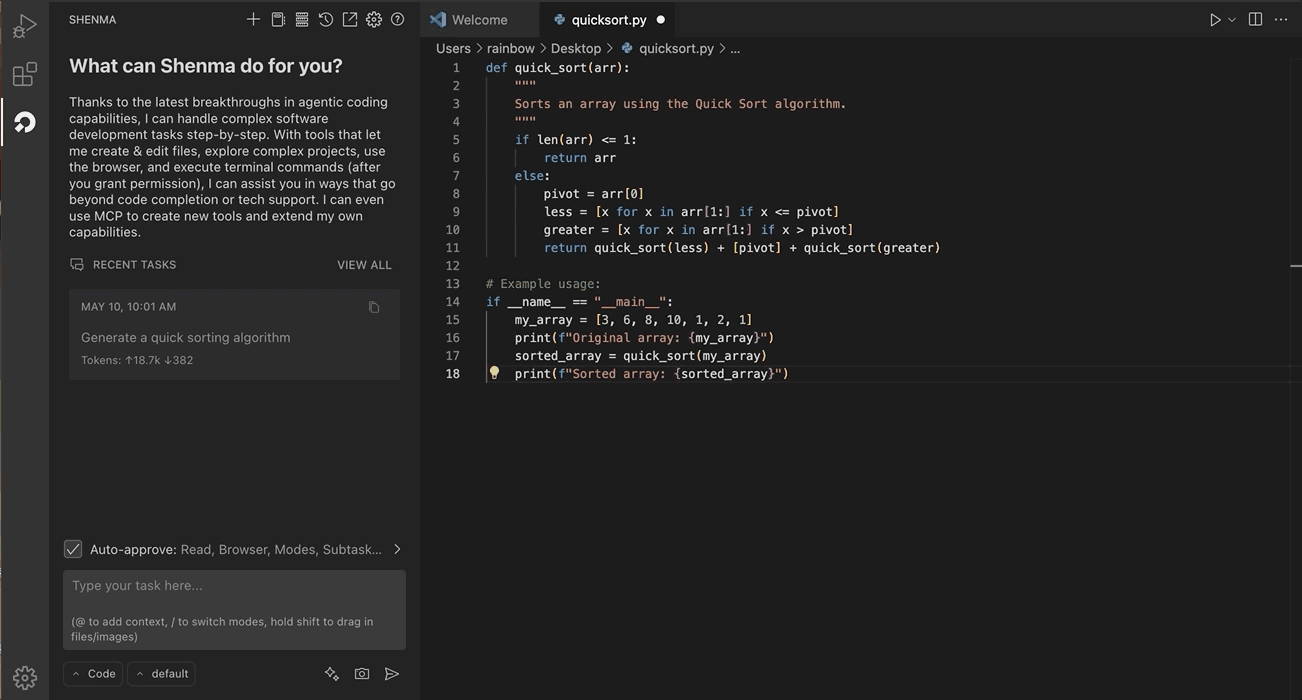 SHENMA
What can Shenma do for you?
Thanks to the latest breakthroughs in agentic coding
capabilities, I can handle complex software
development tasks step-by-step. With tools that let
me create & edit files, explore complex projects, use
the browser, and execute terminal commands (after
you grant permission), I can assist you in ways that go
beyond code completion or tech support. I can even
use MCP to create new tools and extend my own
capabilities.
RECENT TASKS
VIEW ALL
MAY 10, 10:01 AM
Generate a quick sorting algorithm
Tokens: ↑18.7k ↓382
Auto-approve: Read, Browser, Modes, Subtask...
Type your task here...
(@ to add context, / to switch modes, hold shift to drag in
files/images)
Code
default
Welcome
quicksort.py
Users > rainbow > Desktop > quicksort.py > ...
1 def quick_sort(arr):
2     """
3     Sorts an array using the Quick Sort algorithm.
4     """
5     if len(arr) <= 1:
6         return arr
7     else:
8         pivot = arr[0]
9         less = [x for x in arr[1:] if x <= pivot]
10         greater = [x for x in arr[1:] if x > pivot]
11         return quick_sort(less) + [pivot] + quick_sort(greater)
12
13 # Example usage:
14 if __name__ == "__main__":
15     my_array = [3, 6, 8, 10, 1, 2, 1]
16     print(f"Original array: {my_array}")
17     sorted_array = quick_sort(my_array)
18     print(f"Sorted array: {sorted_array}")